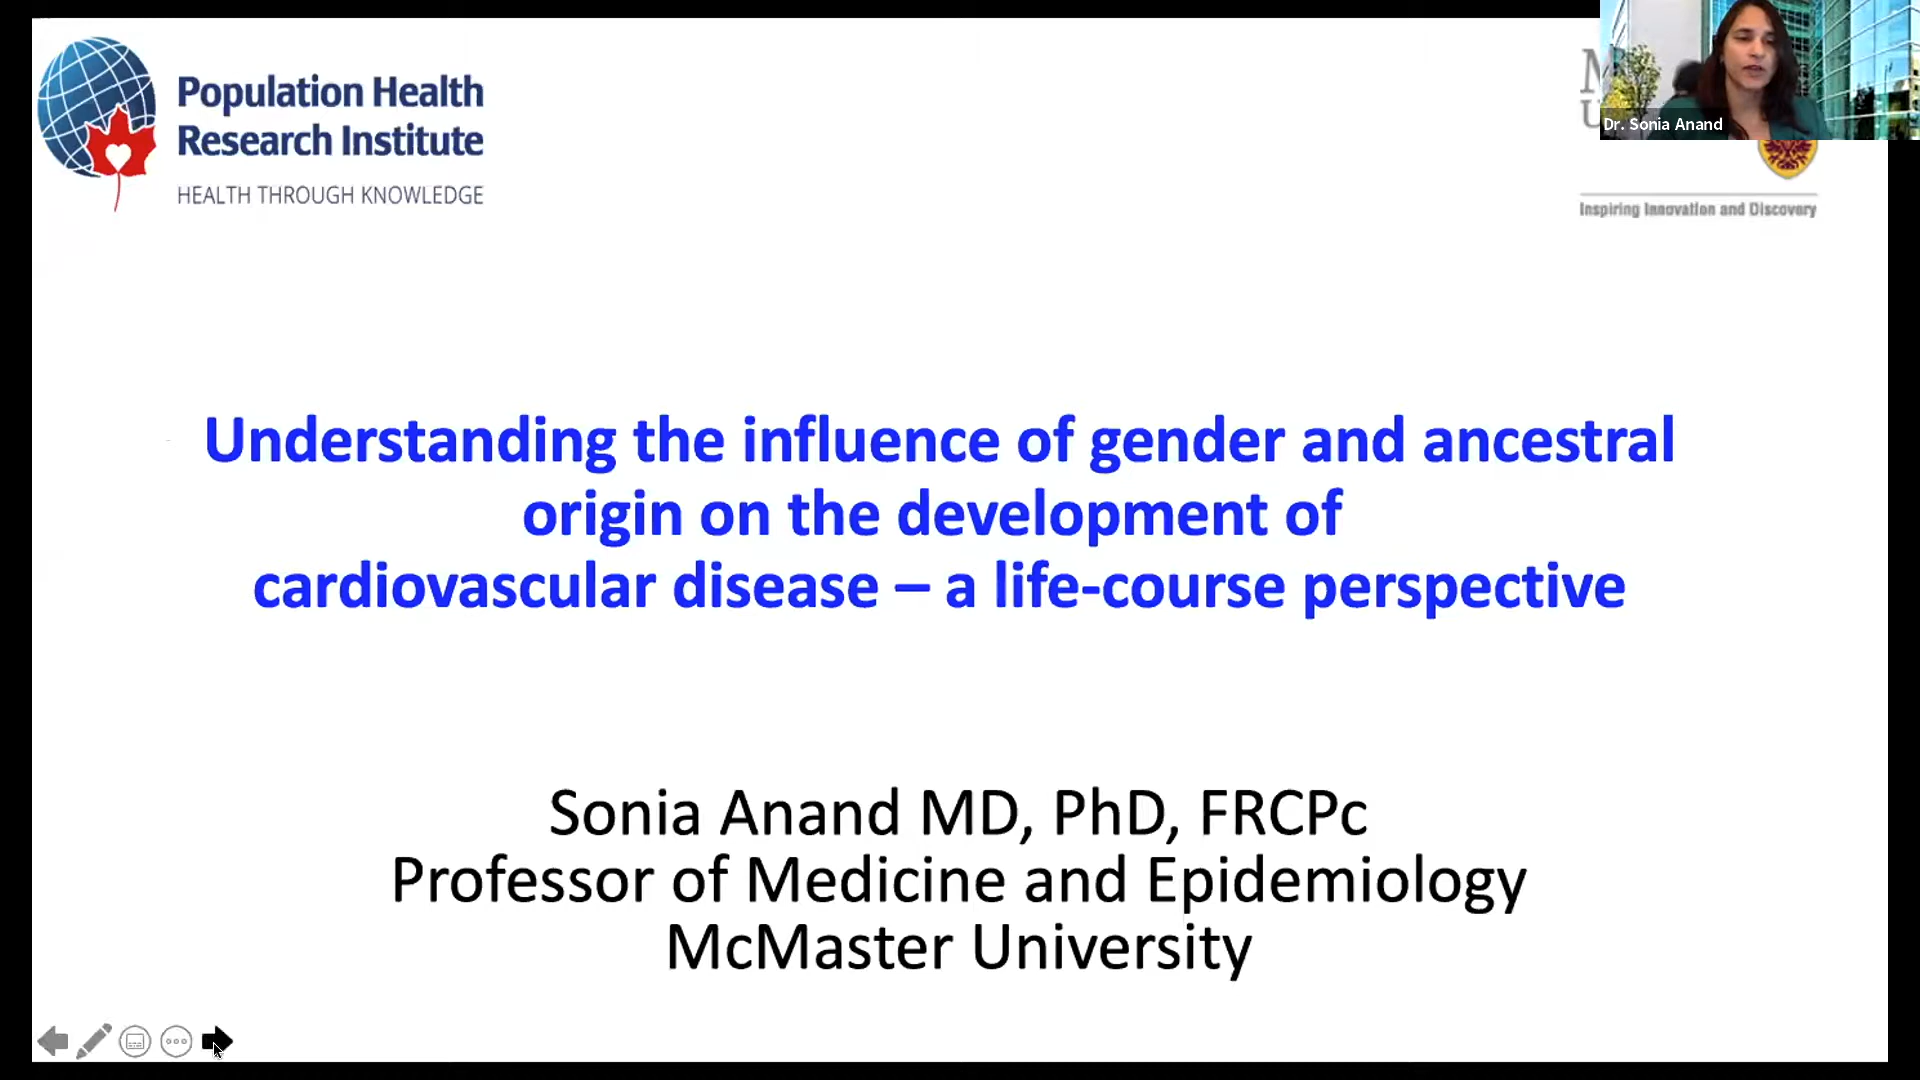 Population Health
Research Institute
HEALTH THROUGH KNOWLEDGE
Dr. Sonia Anand
Inspiring Innovation and Discovery
Understanding the influence of gender and ancestral
origin on the development of
cardiovascular disease – a life-course perspective
Sonia Anand MD, PhD, FRCPc
Professor of Medicine and Epidemiology
McMaster University